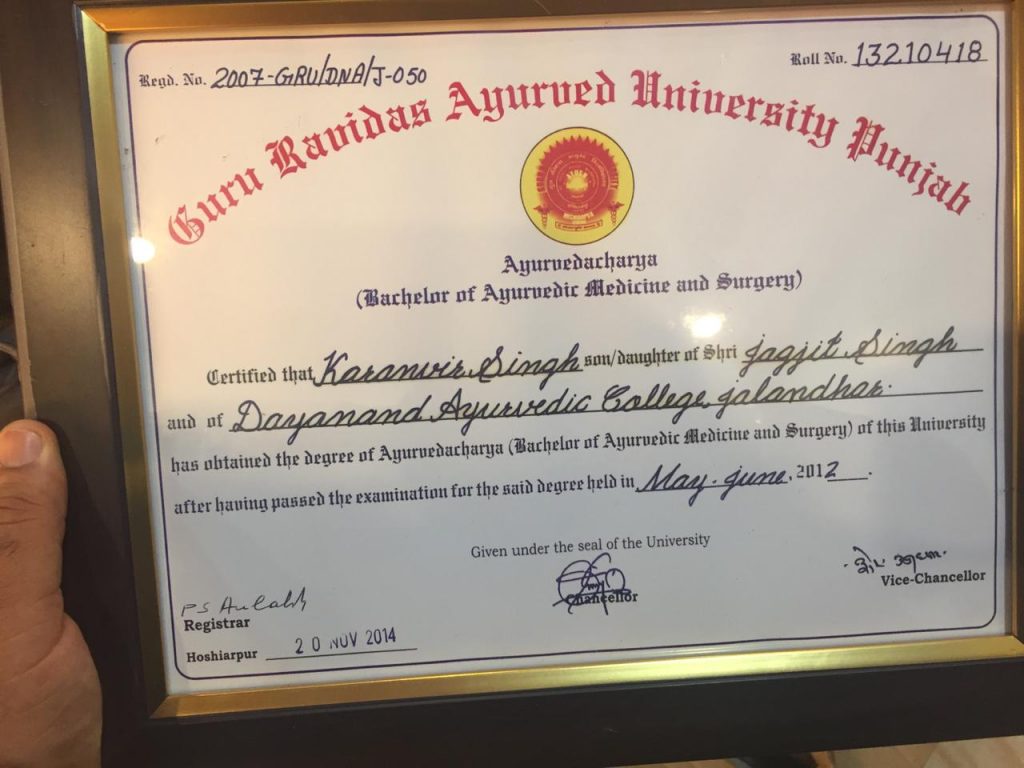 Regd. No. 2007-GRU/DNA/J-050
Roll No. 13210418
Guru Ravidas Ayurved University Punjab
Ayurvedacharya
(Bachelor of Ayurvedic Medicine and Surgery)
Certified that Karanvir Singh son/daughter of Shri Jagjit Singh
and of Dayanand Ayurvedic College, Jalandhar.
has obtained the degree of Ayurvedacharya (Bachelor of Ayurvedic Medicine and Surgery) of this University
after having passed the examination for the said degree held in May-June, 2012.
Given under the seal of the University
PS Aulakh
Registrar
Chancellor
Vice-Chancellor
Hoshiarpur 20 NOV 2014